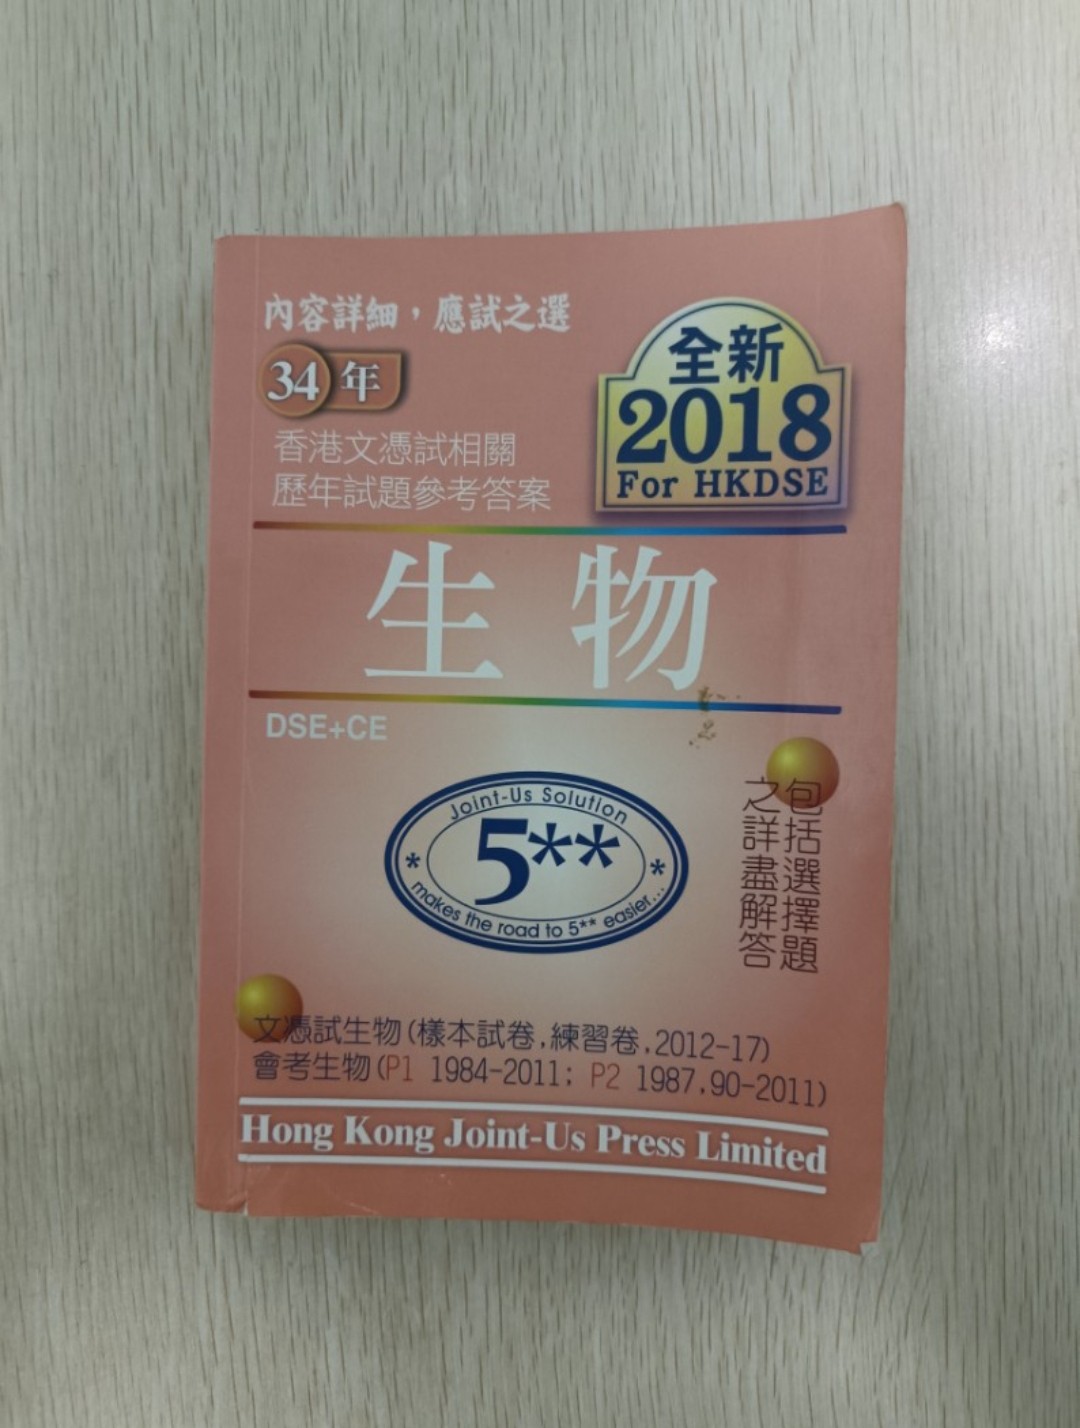 內容詳細，應試之選
34年
香港文憑試相關
歷年試題參考答案
全新
2018
For HKDSE
生物
DSE+CE
Joint-Us Solution
* 5** *
makes the road to 5** easier...
包括選擇題
之詳盡解答
文憑試生物(樣本試卷,練習卷,2012-17)
會考生物(P1 1984-2011; P2 1987,90-2011)
Hong Kong Joint-Us Press Limited